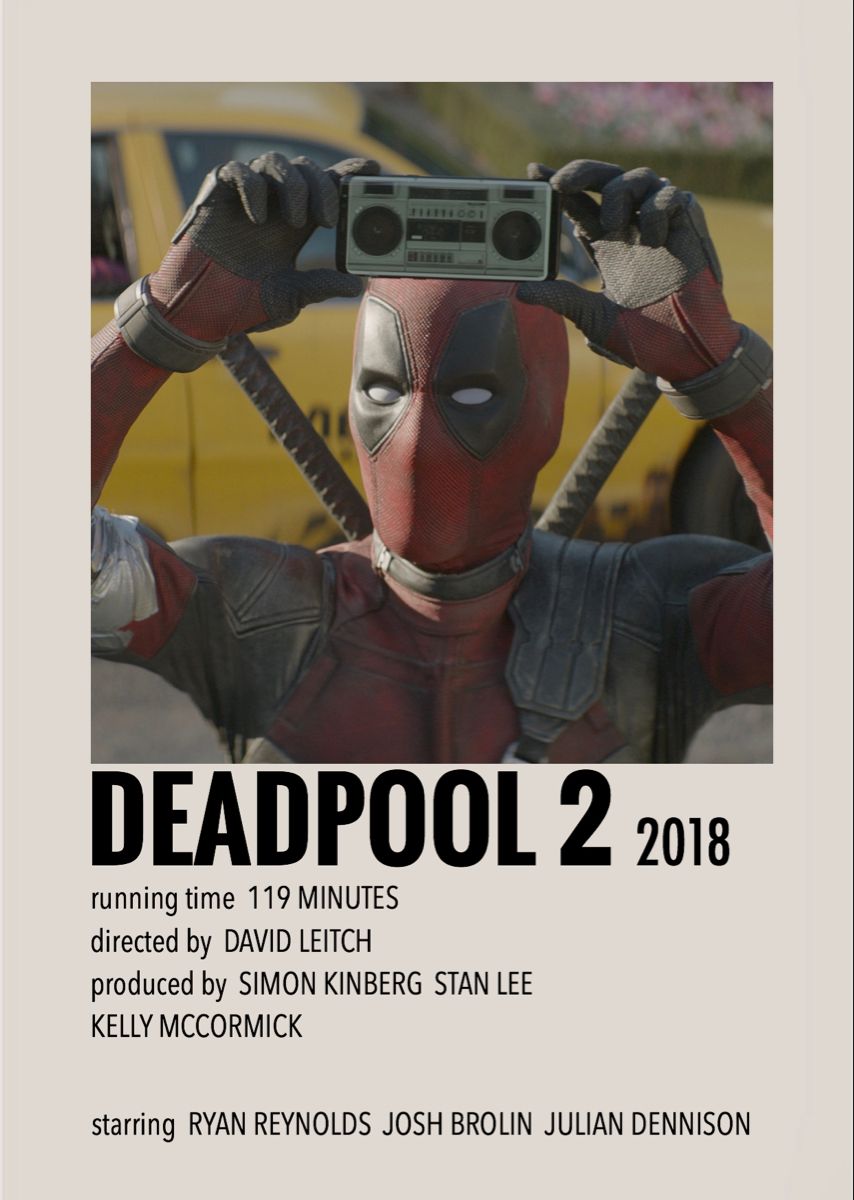 DEADPOOL 2 2018
running time 119 MINUTES
directed by DAVID LEITCH
produced by SIMON KINBERG STAN LEE
KELLY MCCORMICK
starring RYAN REYNOLDS JOSH BROLIN JULIAN DENNISON